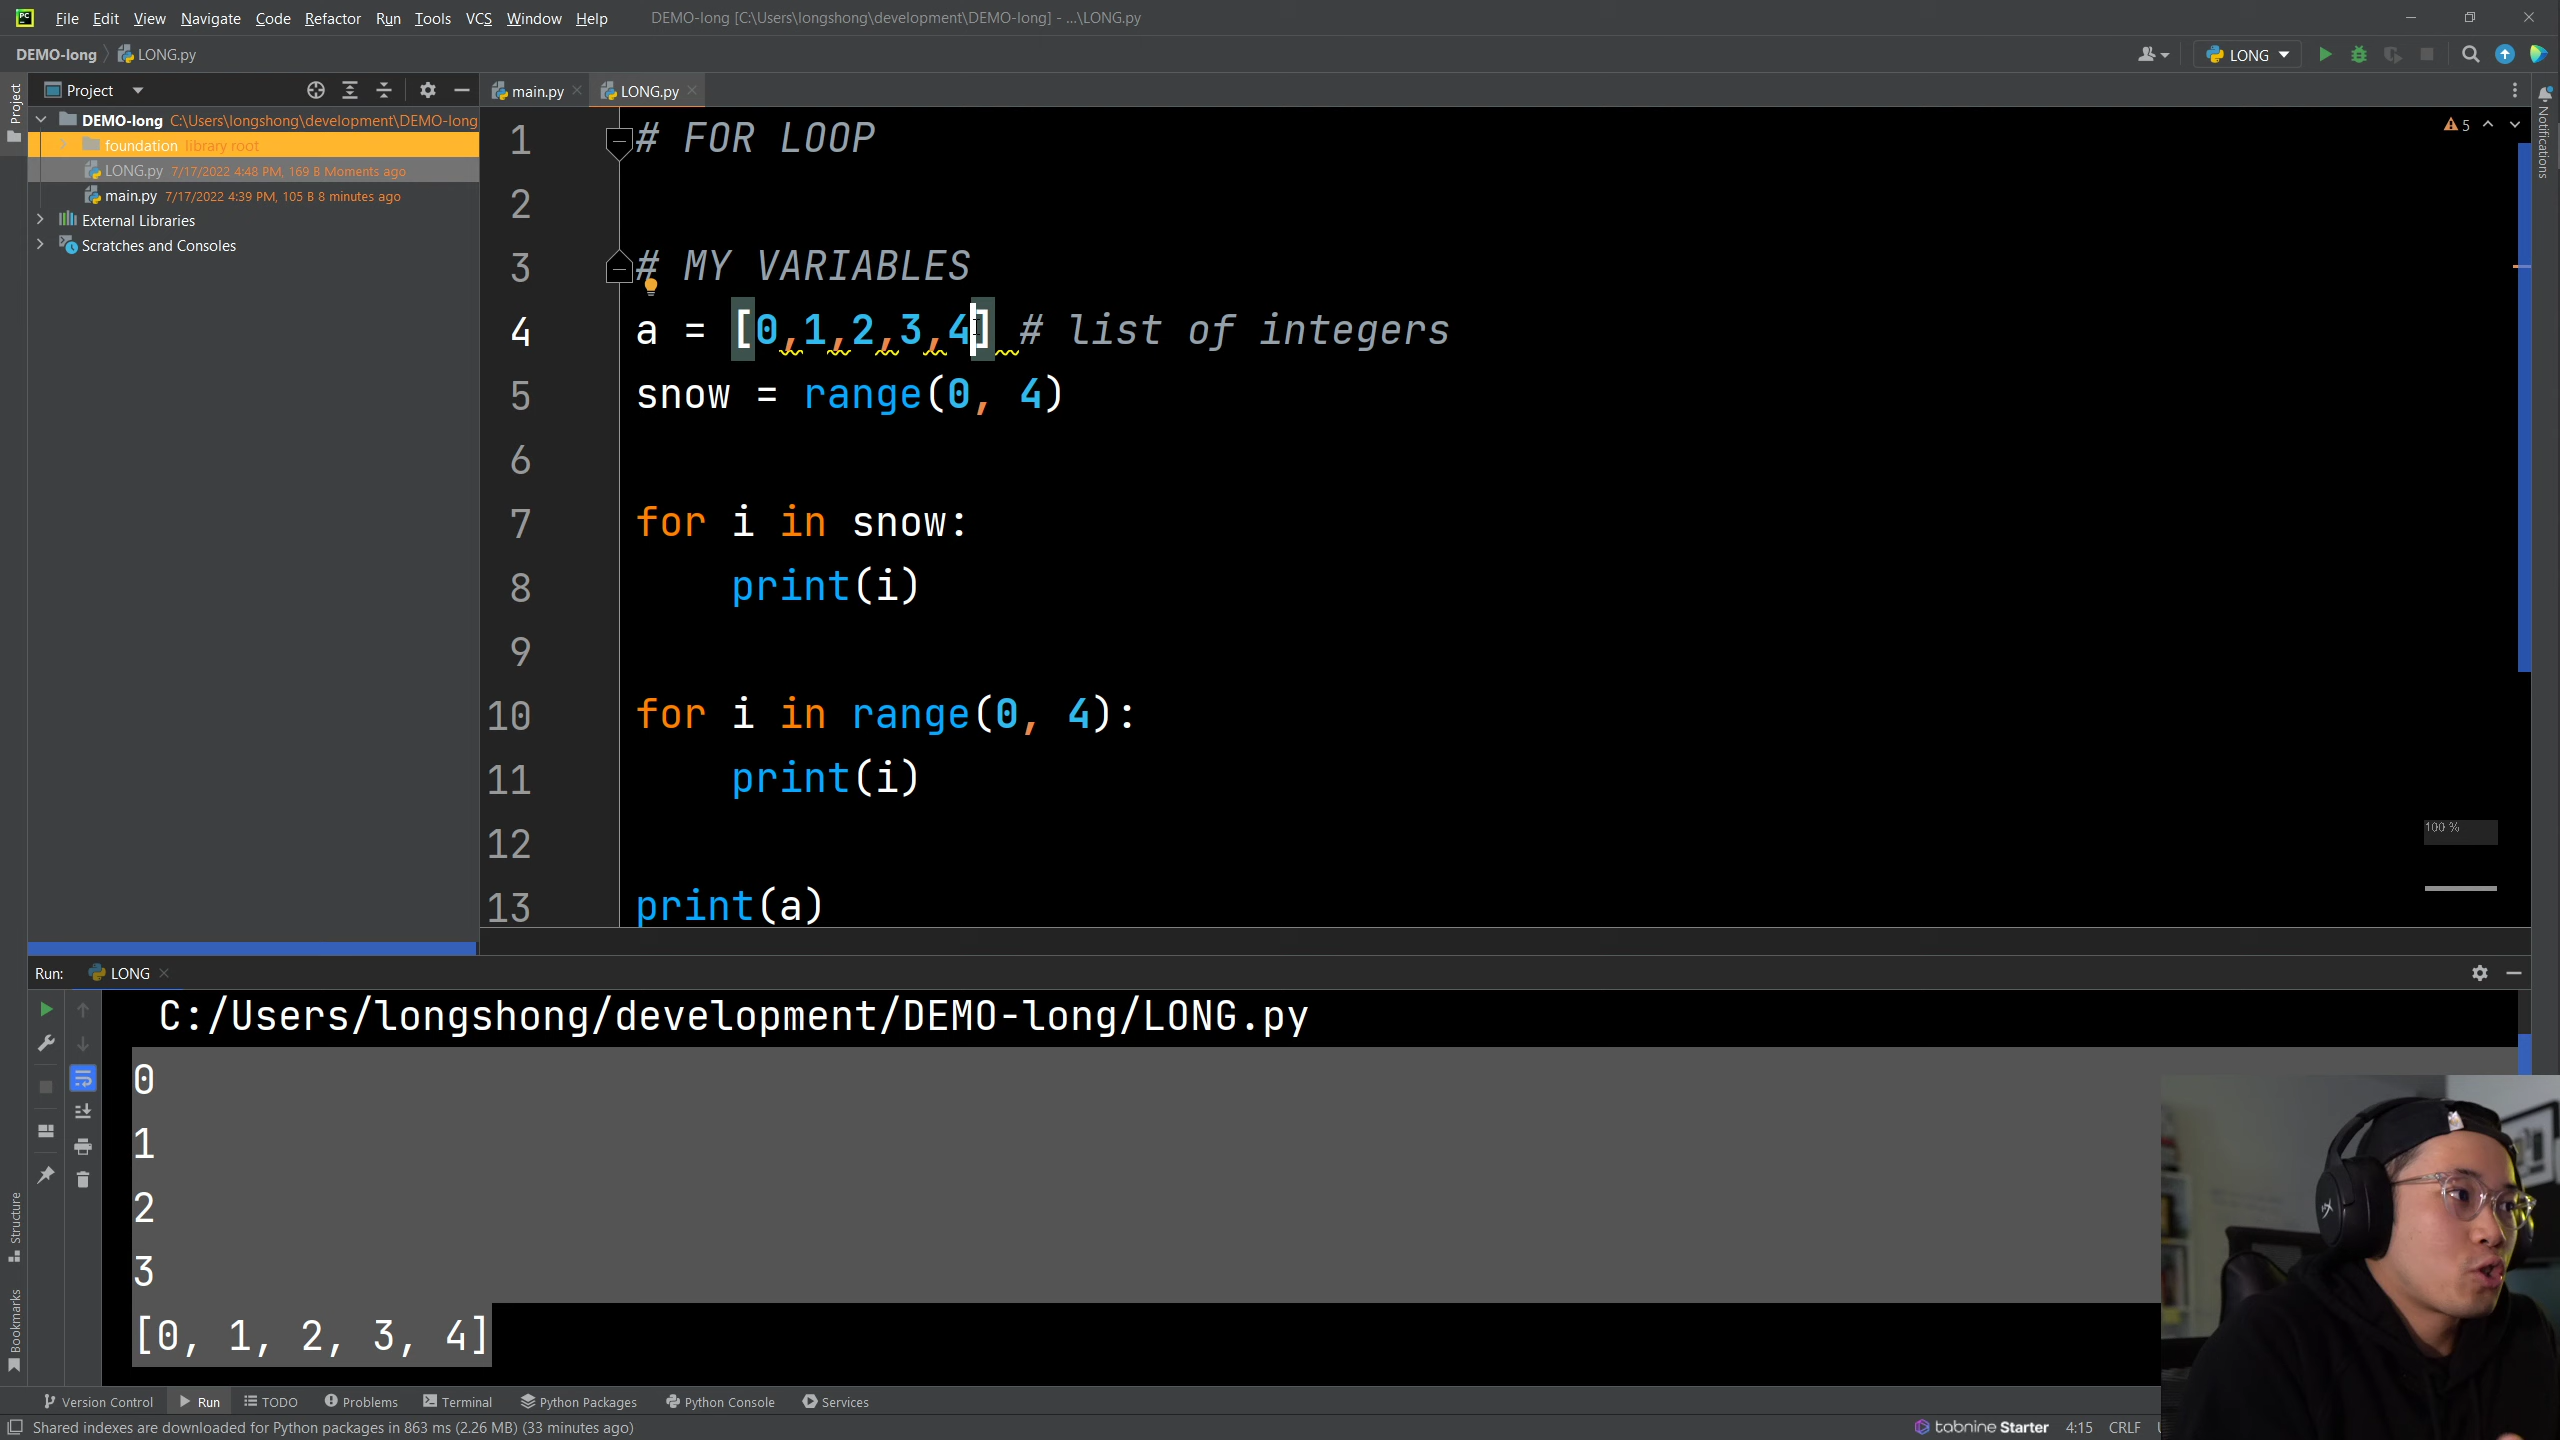 PC File Edit View Navigate Code Refactor Run Tools VCS Window Help DEMO-long [C:\Users\longshong\development\DEMO-long] - ...\LONG.py
DEMO-long LONG.py LONG
Project
Project main.py LONG.py
Notifications
DEMO-long C:\Users\longshong\development\DEMO-long
foundation library root
LONG.py 7/17/2022 4:48 PM, 169 B Moments ago
main.py 7/17/2022 4:39 PM, 105 B 8 minutes ago
External Libraries
Scratches and Consoles
5
1 # FOR LOOP
2
3 # MY VARIABLES
4 a = [0,1,2,3,4] # list of integers
5 snow = range(0, 4)
6
7 for i in snow:
8 print(i)
9
10 for i in range(0, 4):
11 print(i)
12
13 print(a)
100 %
Run: LONG
C:/Users/longshong/development/DEMO-long/LONG.py
0
1
2
3
[0, 1, 2, 3, 4]
Structure
Bookmarks
Version Control Run TODO Problems Terminal Python Packages Python Console Services
Shared indexes are downloaded for Python packages in 863 ms (2.26 MB) (33 minutes ago) tabnine Starter 4:15 CRLF